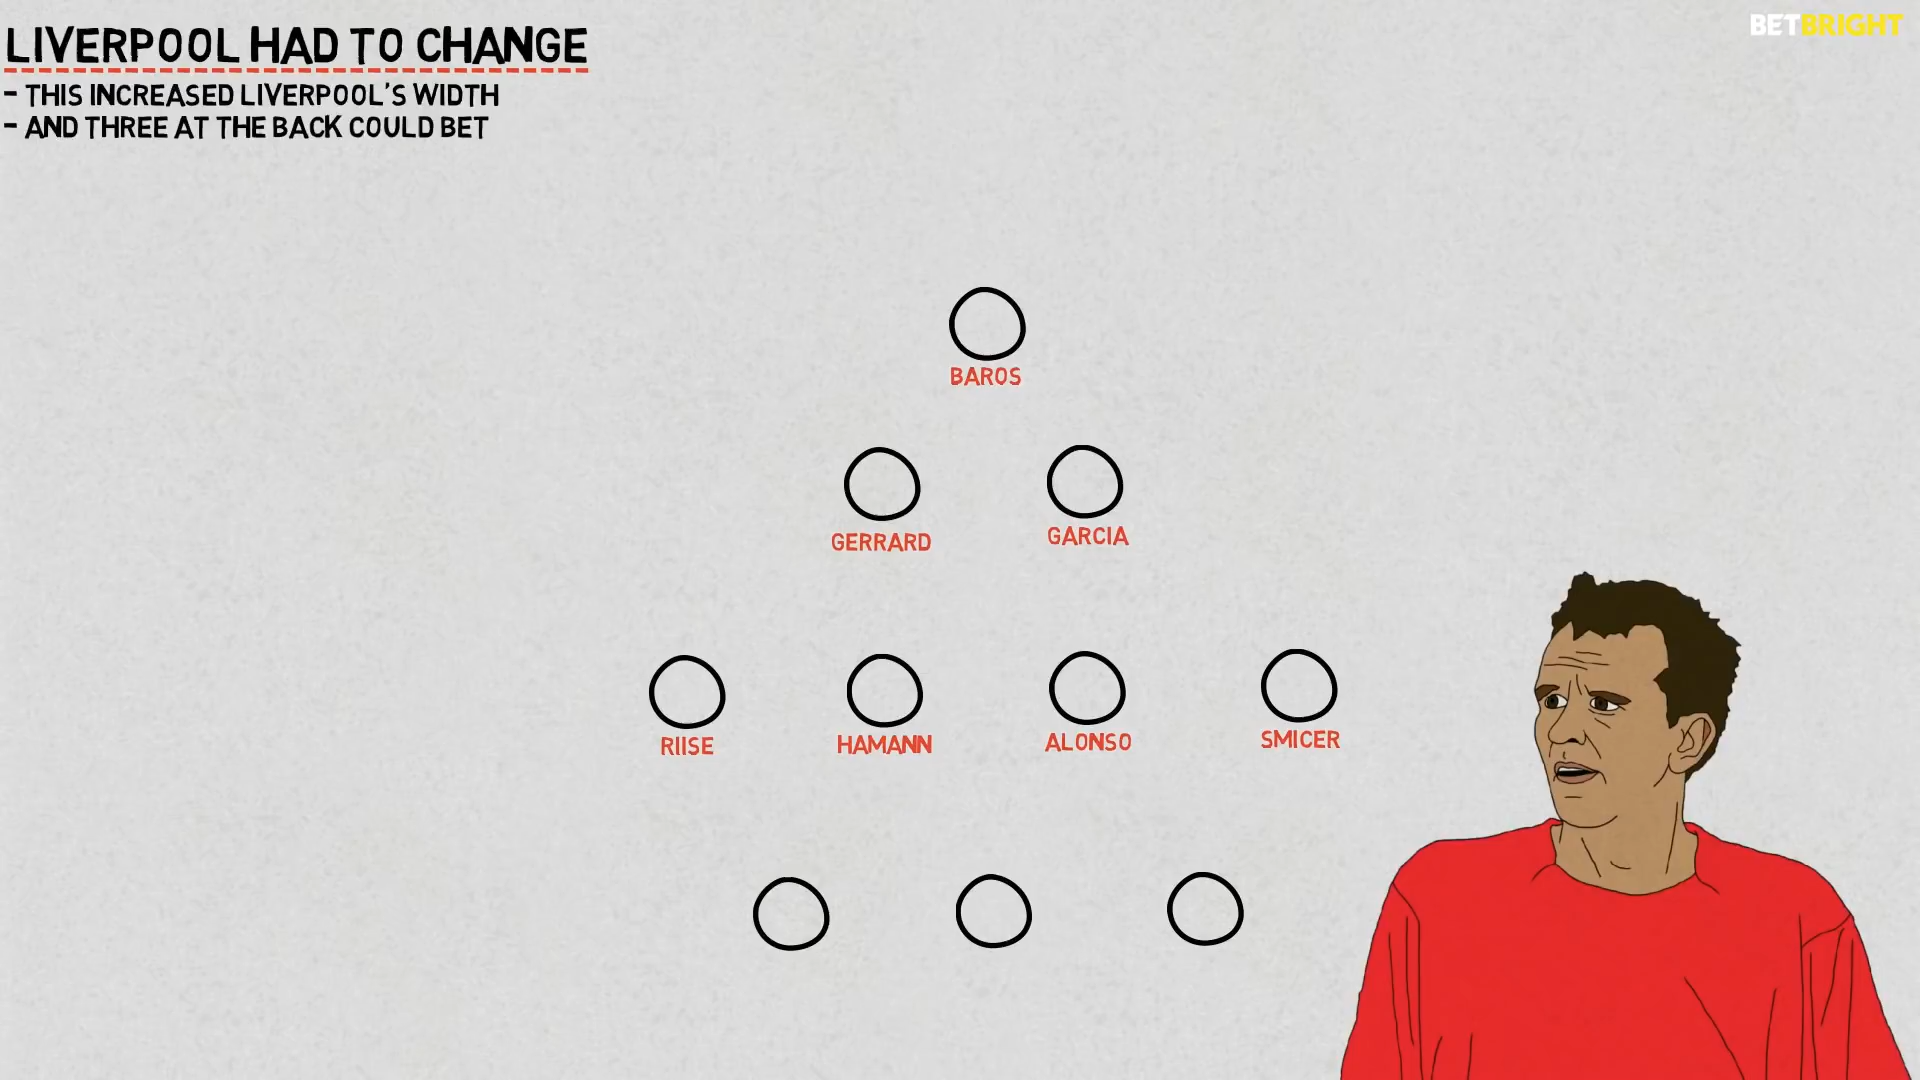 LIVERPOOL HAD TO CHANGE
- THIS INCREASED LIVERPOOL'S WIDTH
- AND THREE AT THE BACK COULD BET
BETBRIGHT
BAROS
GERRARD
GARCIA
RIISE
HAMANN
ALONSO
SMICER